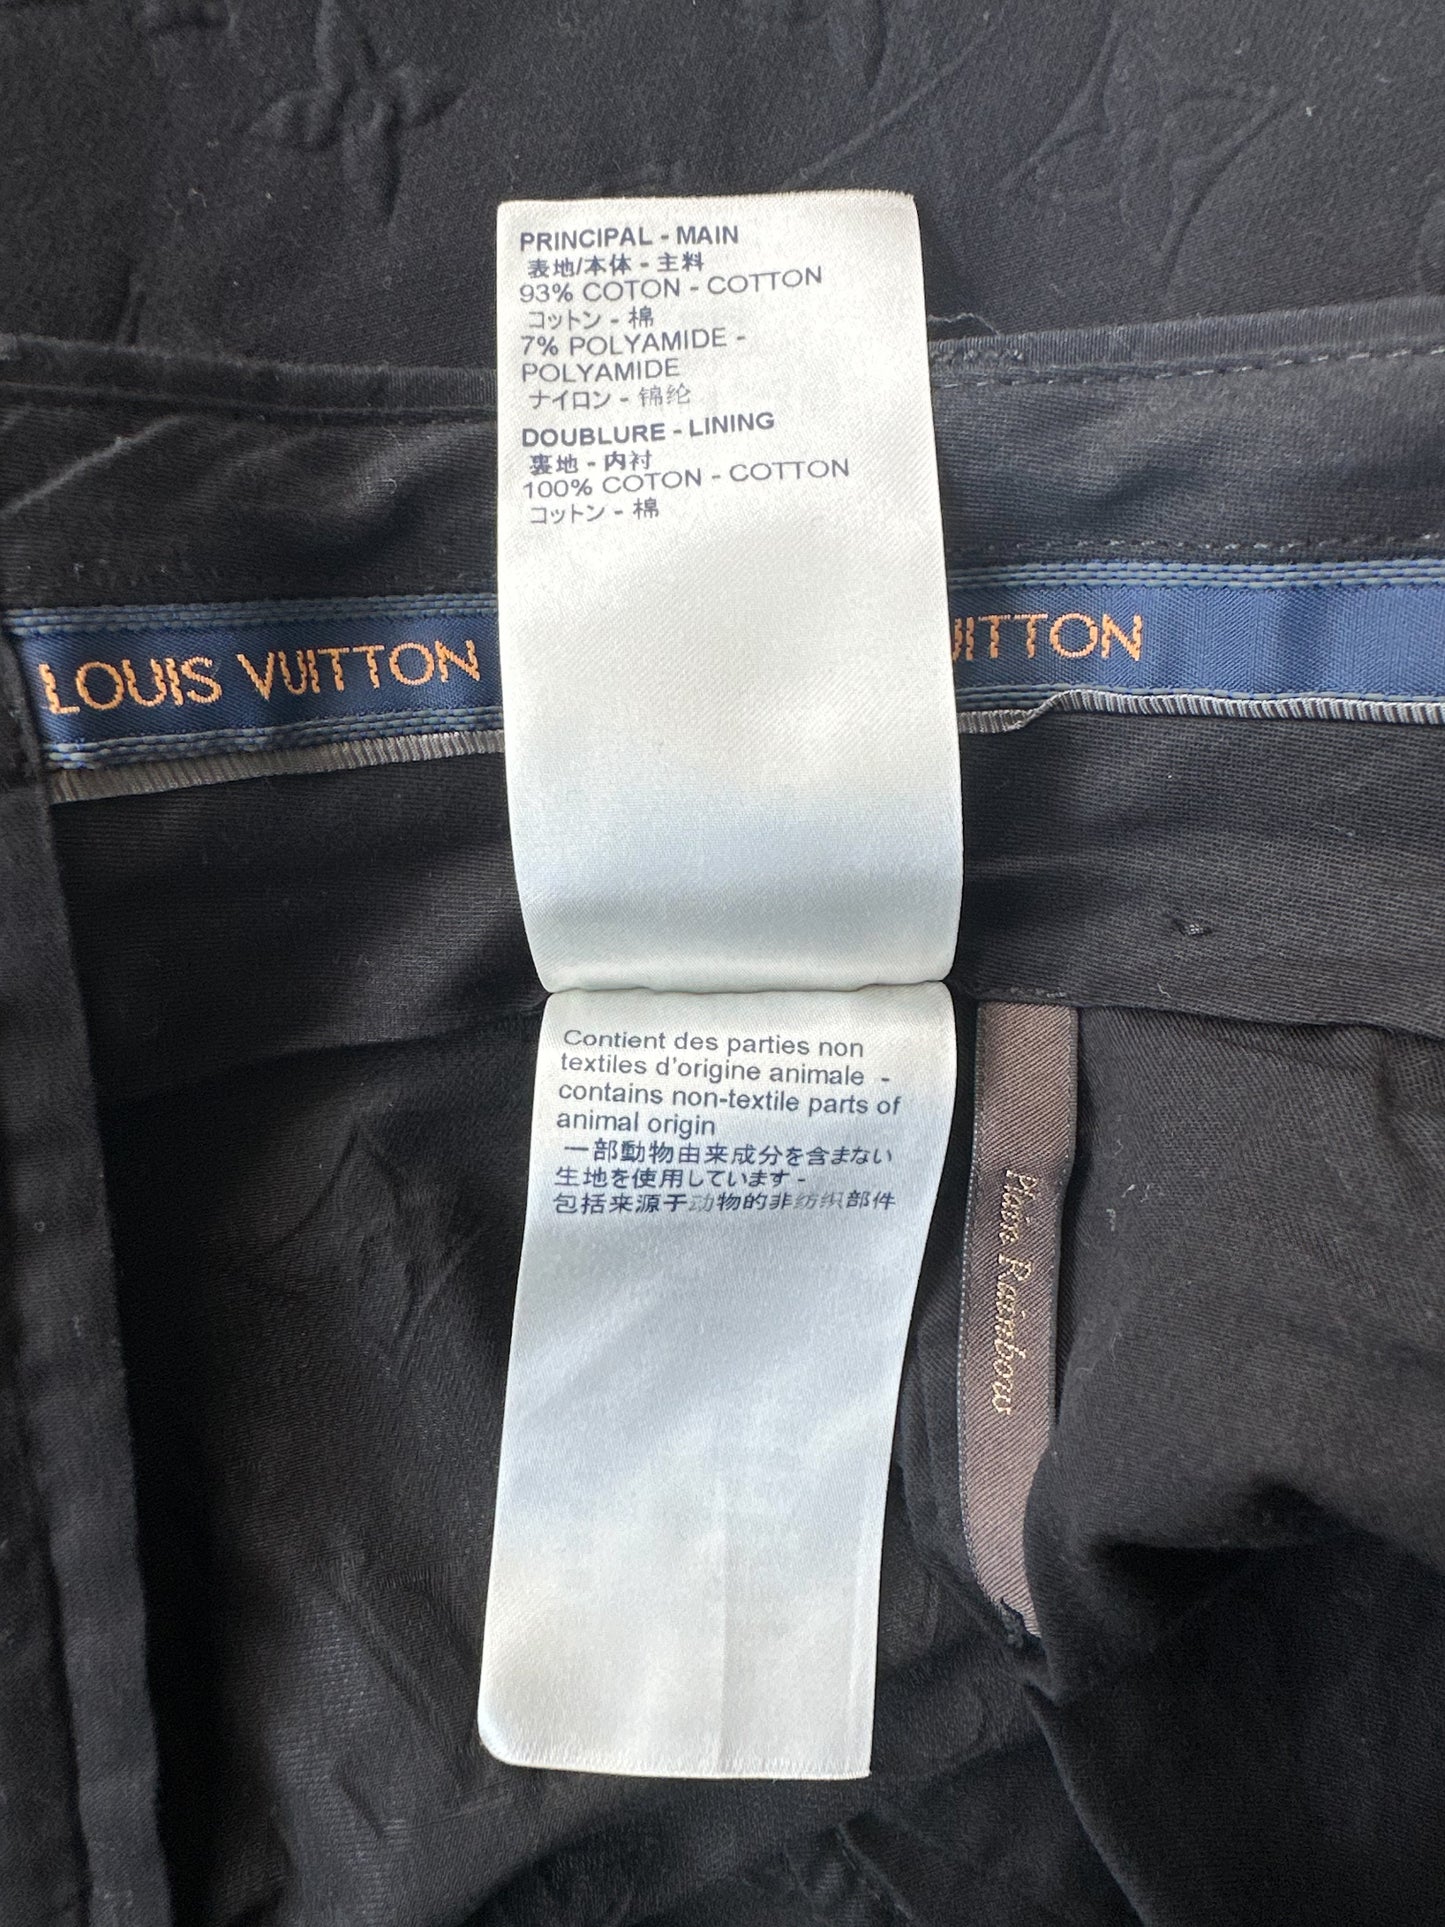 PRINCIPAL - MAIN
表地/本体 - 主料
93% COTON - COTTON
コットン - 棉
7% POLYAMIDE -
POLYAMIDE
ナイロン - 锦纶
DOUBLURE - LINING
裏地 - 内衬
100% COTON - COTTON
コットン - 棉
LOUIS VUITTON
UITTON
Contient des parties non
textiles d'origine animale -
contains non-textile parts of
animal origin
一部動物由来成分を含まない
生地を使用しています -
包括来源于动物的非纺织部件
Plain Rainbow